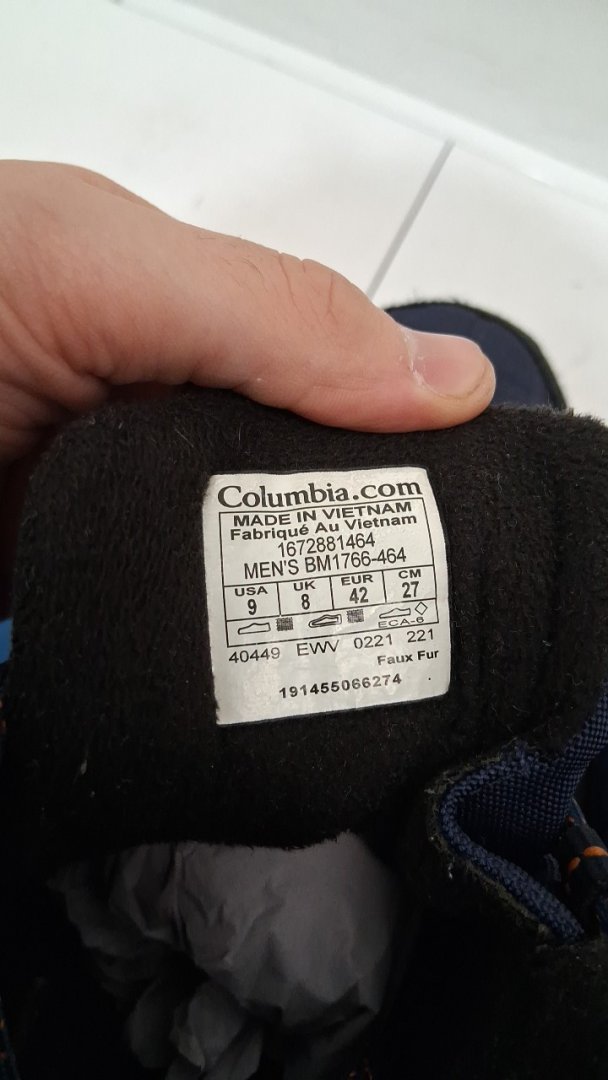 Columbia.com
MADE IN VIETNAM
Fabriqué Au Vietnam
1672881464
MEN'S BM1766-464
USA UK EUR CM
9 8 42 27
ECA-6
40449 EWV 0221 221
Faux Fur
191455066274